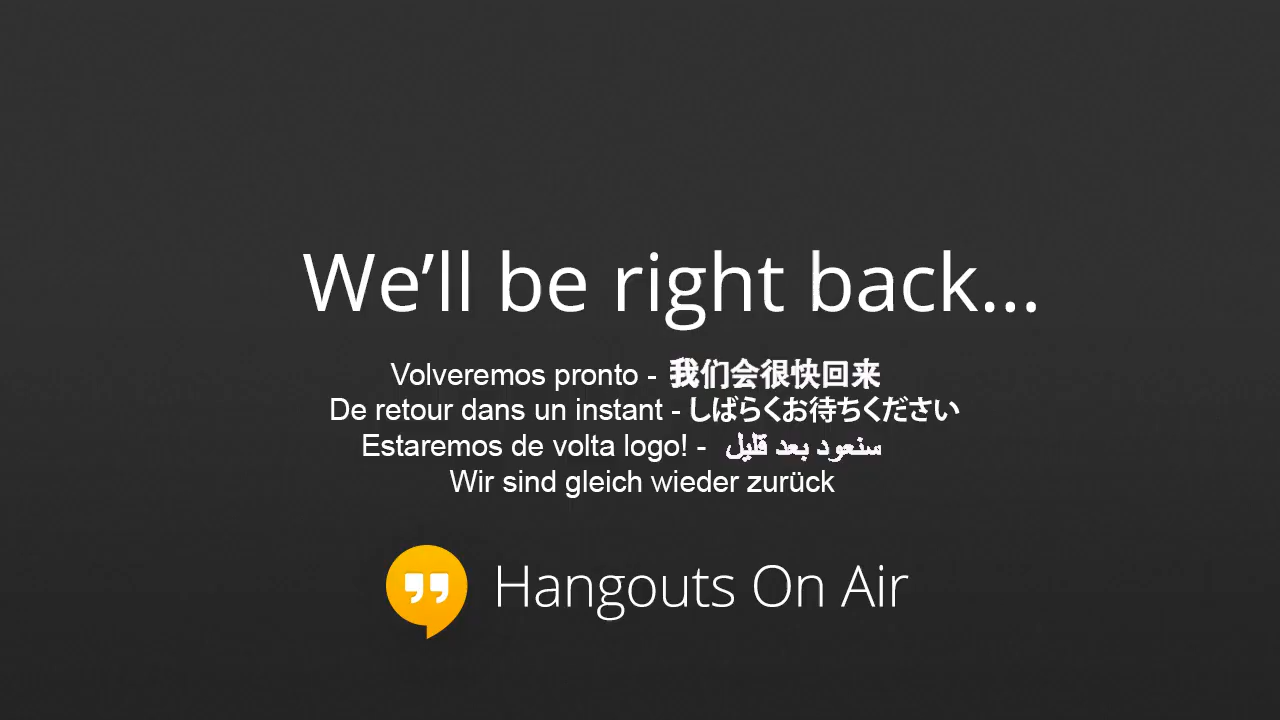 We’ll be right back...
Volveremos pronto - 我们会很快回来
De retour dans un instant - しばらくお待ちください
Estaremos de volta logo! - سنعود بعد قليل
Wir sind gleich wieder zurück
Hangouts On Air